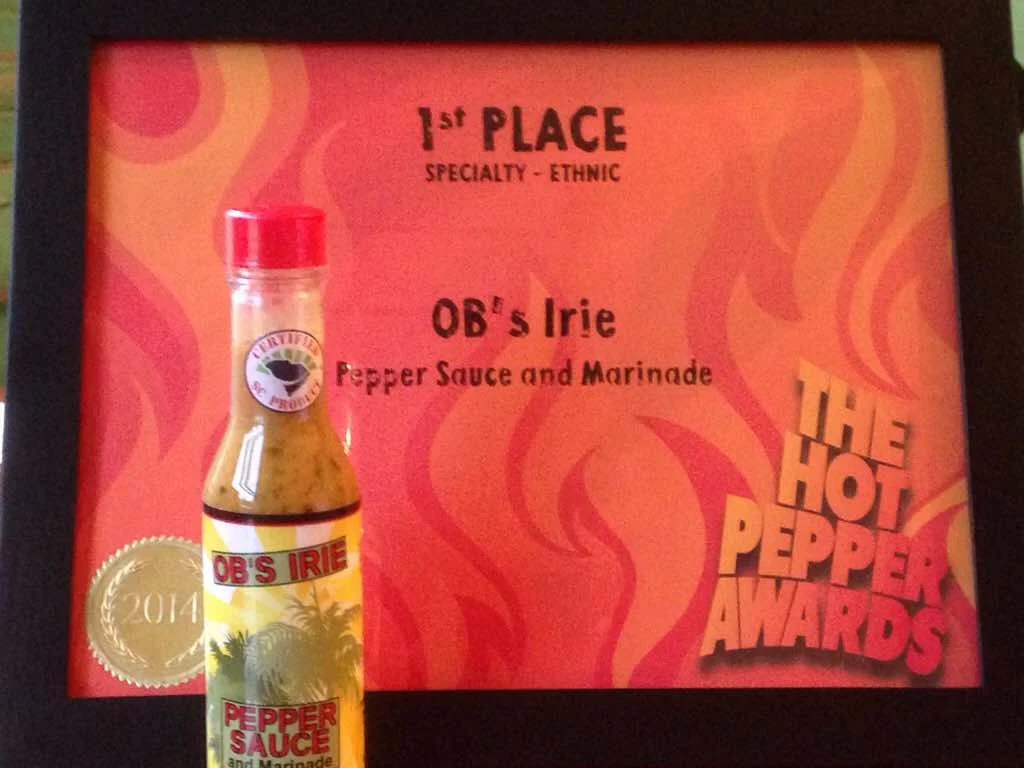 1st PLACE
SPECIALTY - ETHNIC
OB's Irie
Pepper Sauce and Marinade
THE
HOT
PEPPER
AWARDS
2014
CERTIFIED
SC PRODUCT
OB'S IRIE
PEPPER
SAUCE
and Marinade